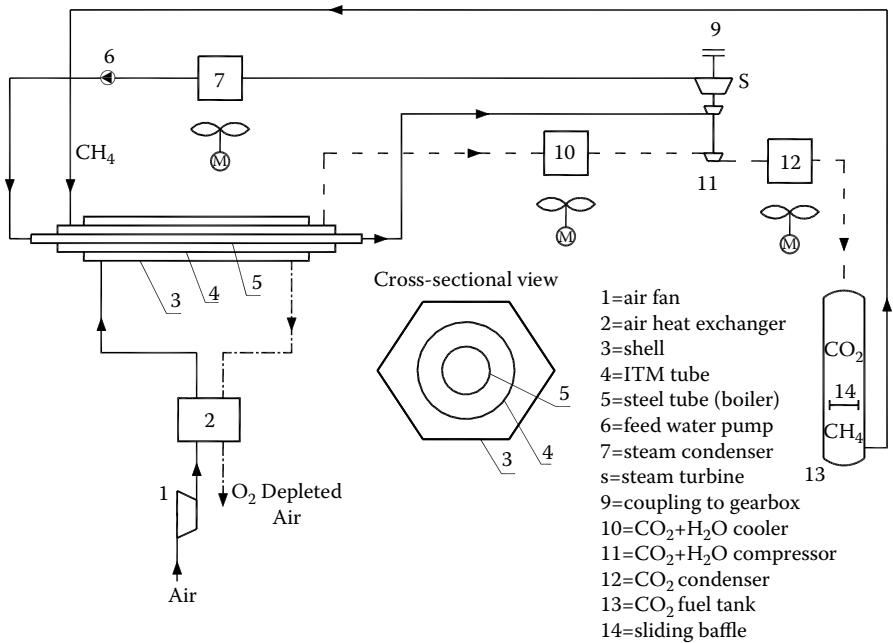 9
6
7
S
M
CH₄
10
12
11
M
M
3
4
5
Cross-sectional view
5
4
3
2
1
O₂ Depleted
Air
Air
CO₂
14
CH₄
13
1=air fan
2=air heat exchanger
3=shell
4=ITM tube
5=steel tube (boiler)
6=feed water pump
7=steam condenser
s=steam turbine
9=coupling to gearbox
10=CO₂+H₂O cooler
11=CO₂+H₂O compressor
12=CO₂ condenser
13=CO₂ fuel tank
14=sliding baffle